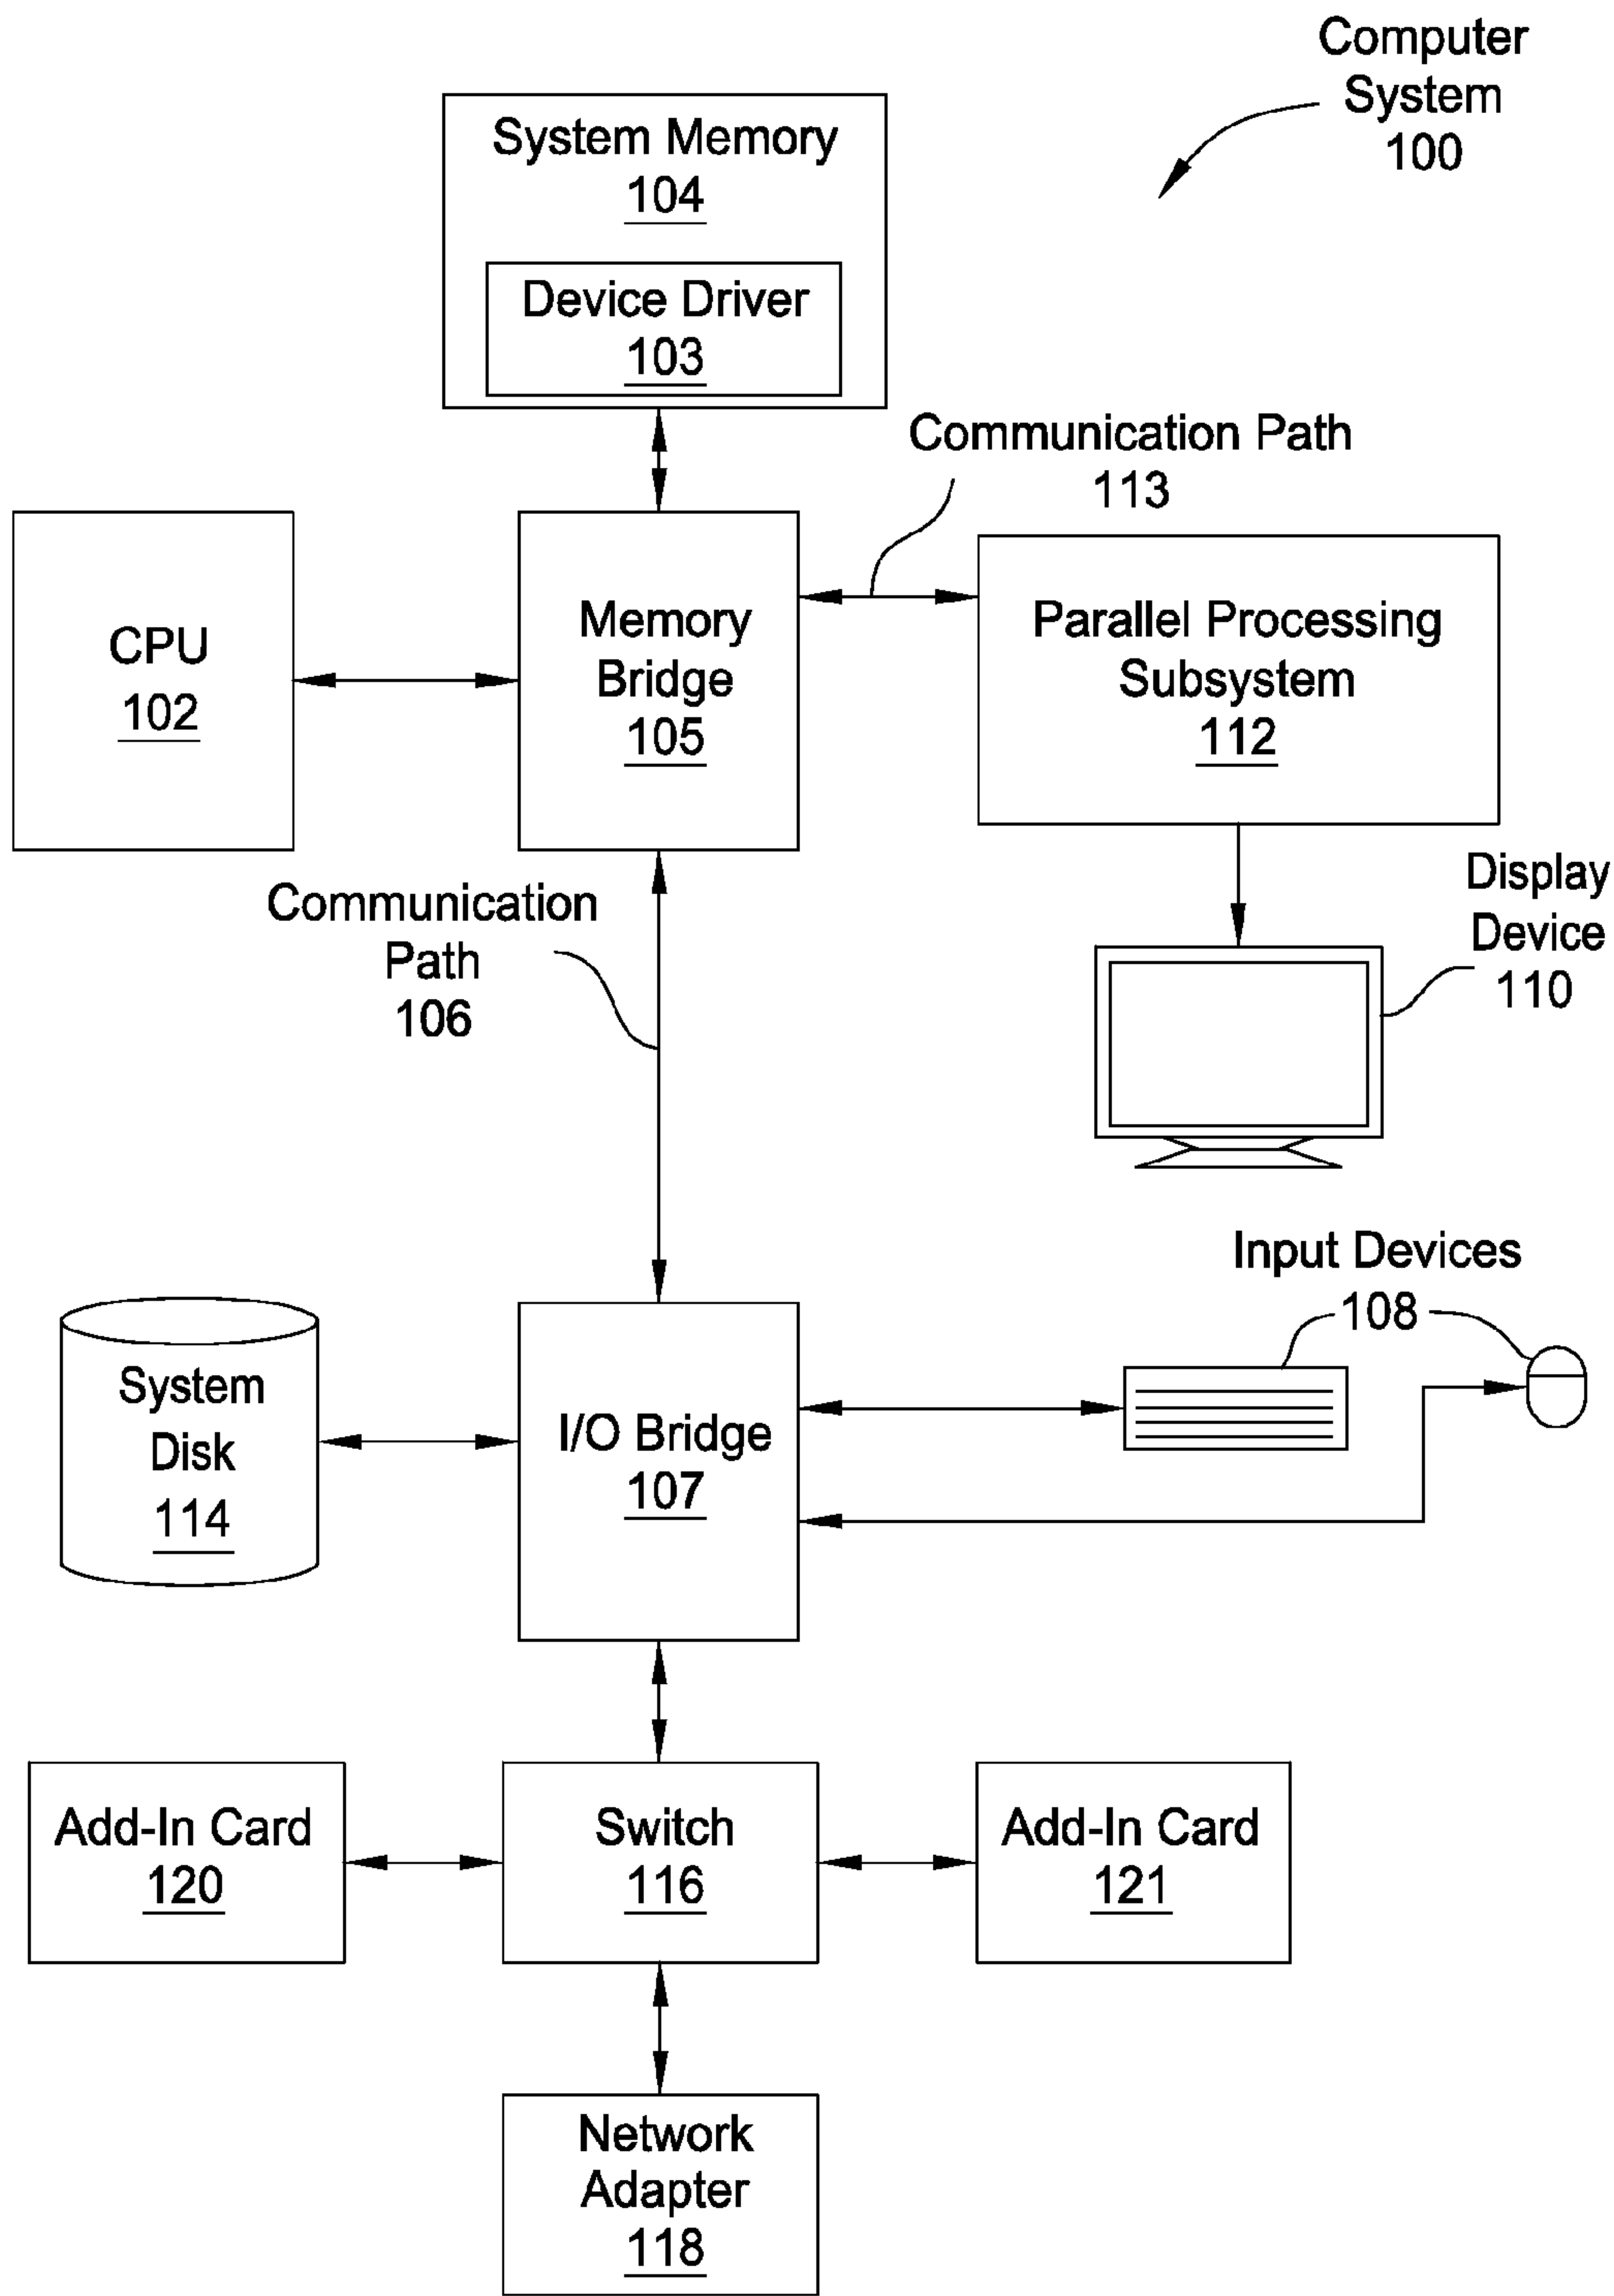 Computer
System
100
System Memory
104
Device Driver
103
Communication Path
113
CPU
102
Memory
Bridge
105
Parallel Processing
Subsystem
112
Communication
Path
106
Display
Device
110
Input Devices
108
System
Disk
114
I/O Bridge
107
Add-In Card
120
Switch
116
Add-In Card
121
Network
Adapter
118